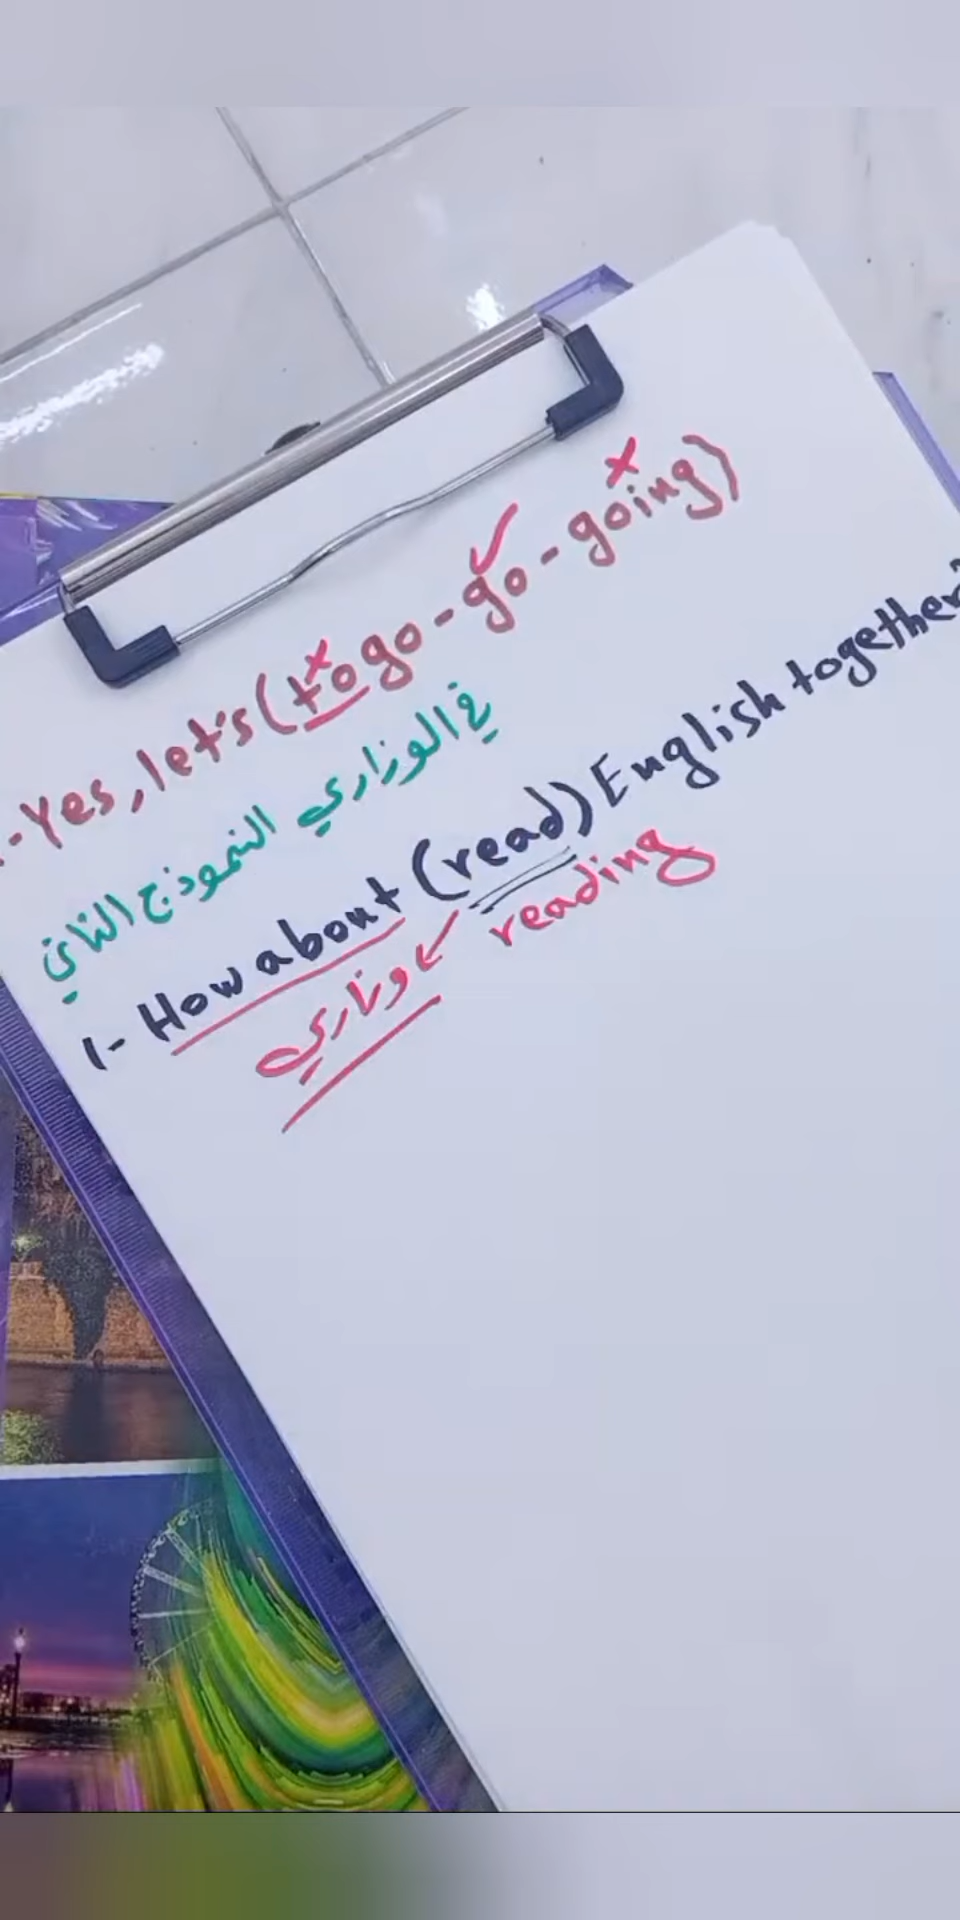 .-Yes, let's (to go - go - going)
في الوزاري النموذج الثاني
1- How about (read) English together?
وزاري reading